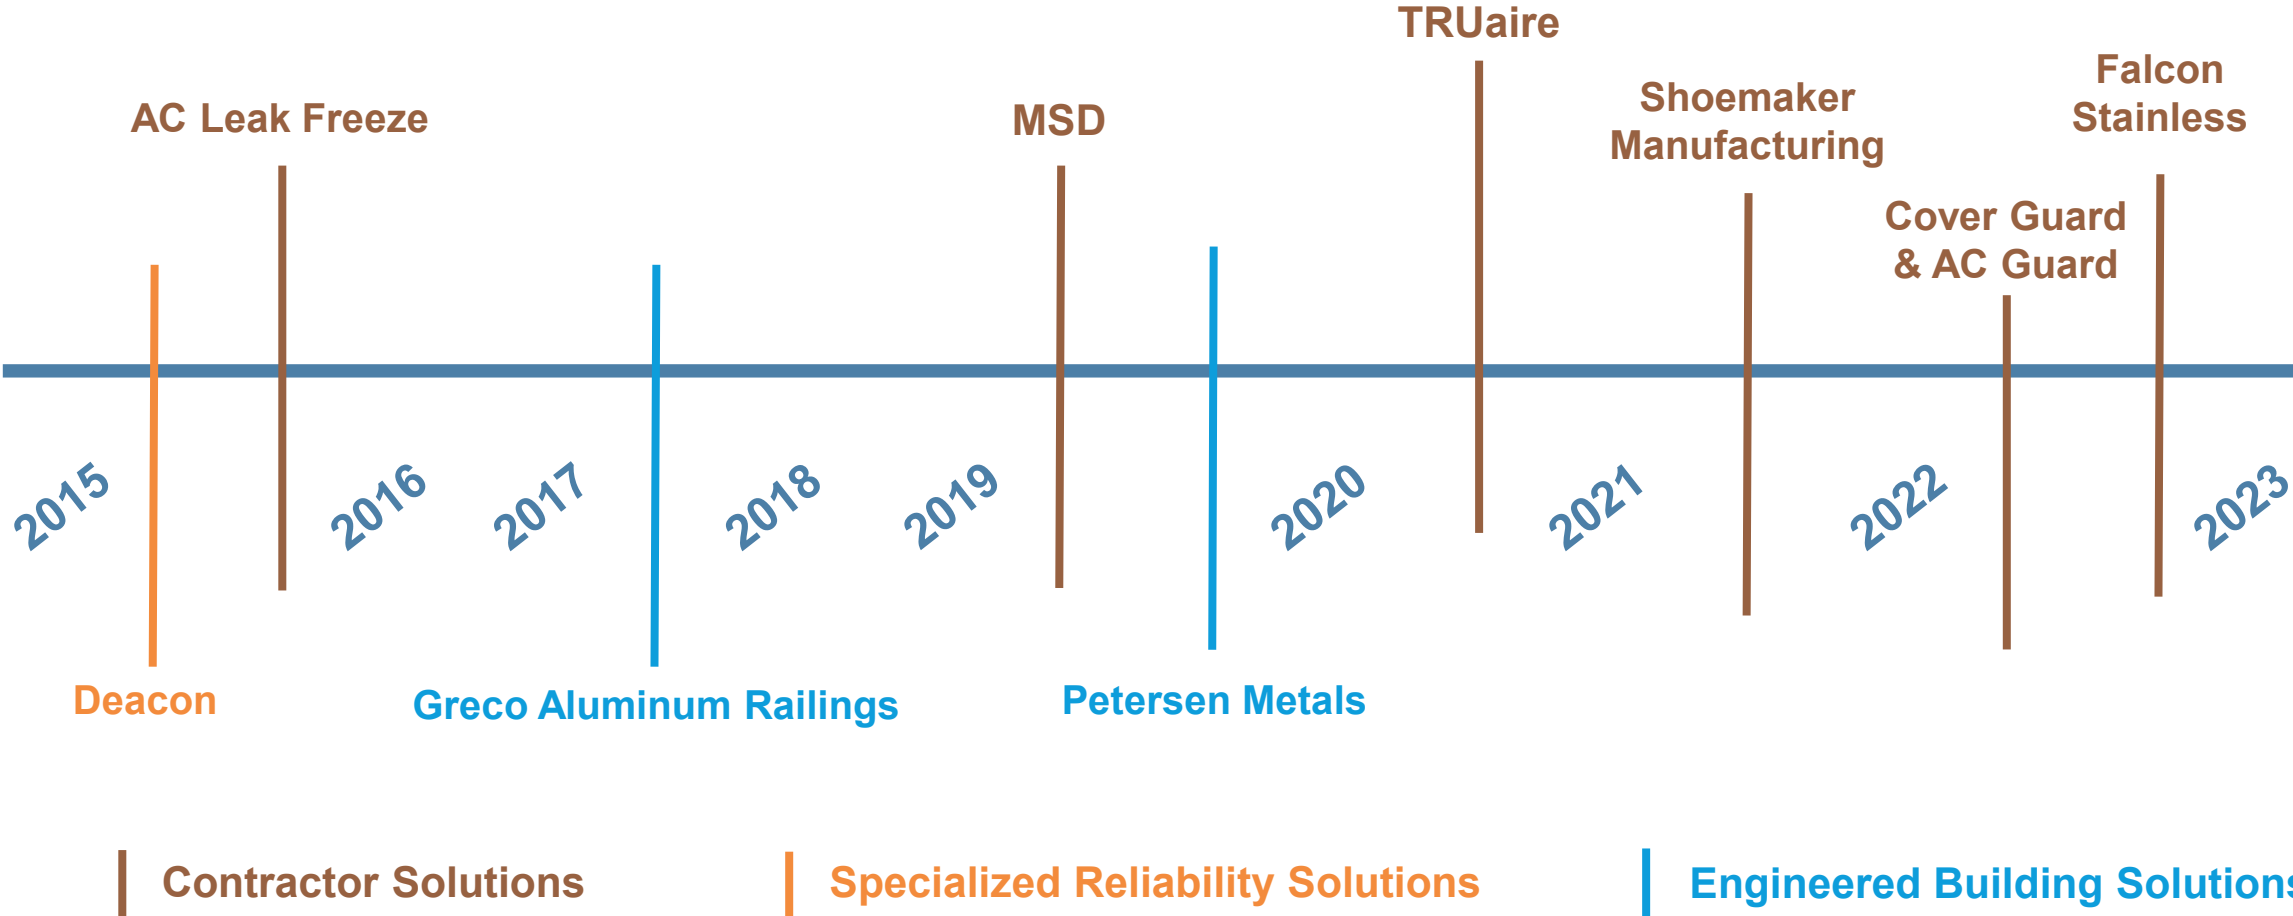 TRUaire
Falcon
Stainless
Shoemaker
Manufacturing
AC Leak Freeze
MSD
Cover Guard
& AC Guard
2015
2016
2017
2018
2019
2020
2021
2022
2023
Deacon
Greco Aluminum Railings
Petersen Metals
Contractor Solutions
Specialized Reliability Solutions
Engineered Building Solutions